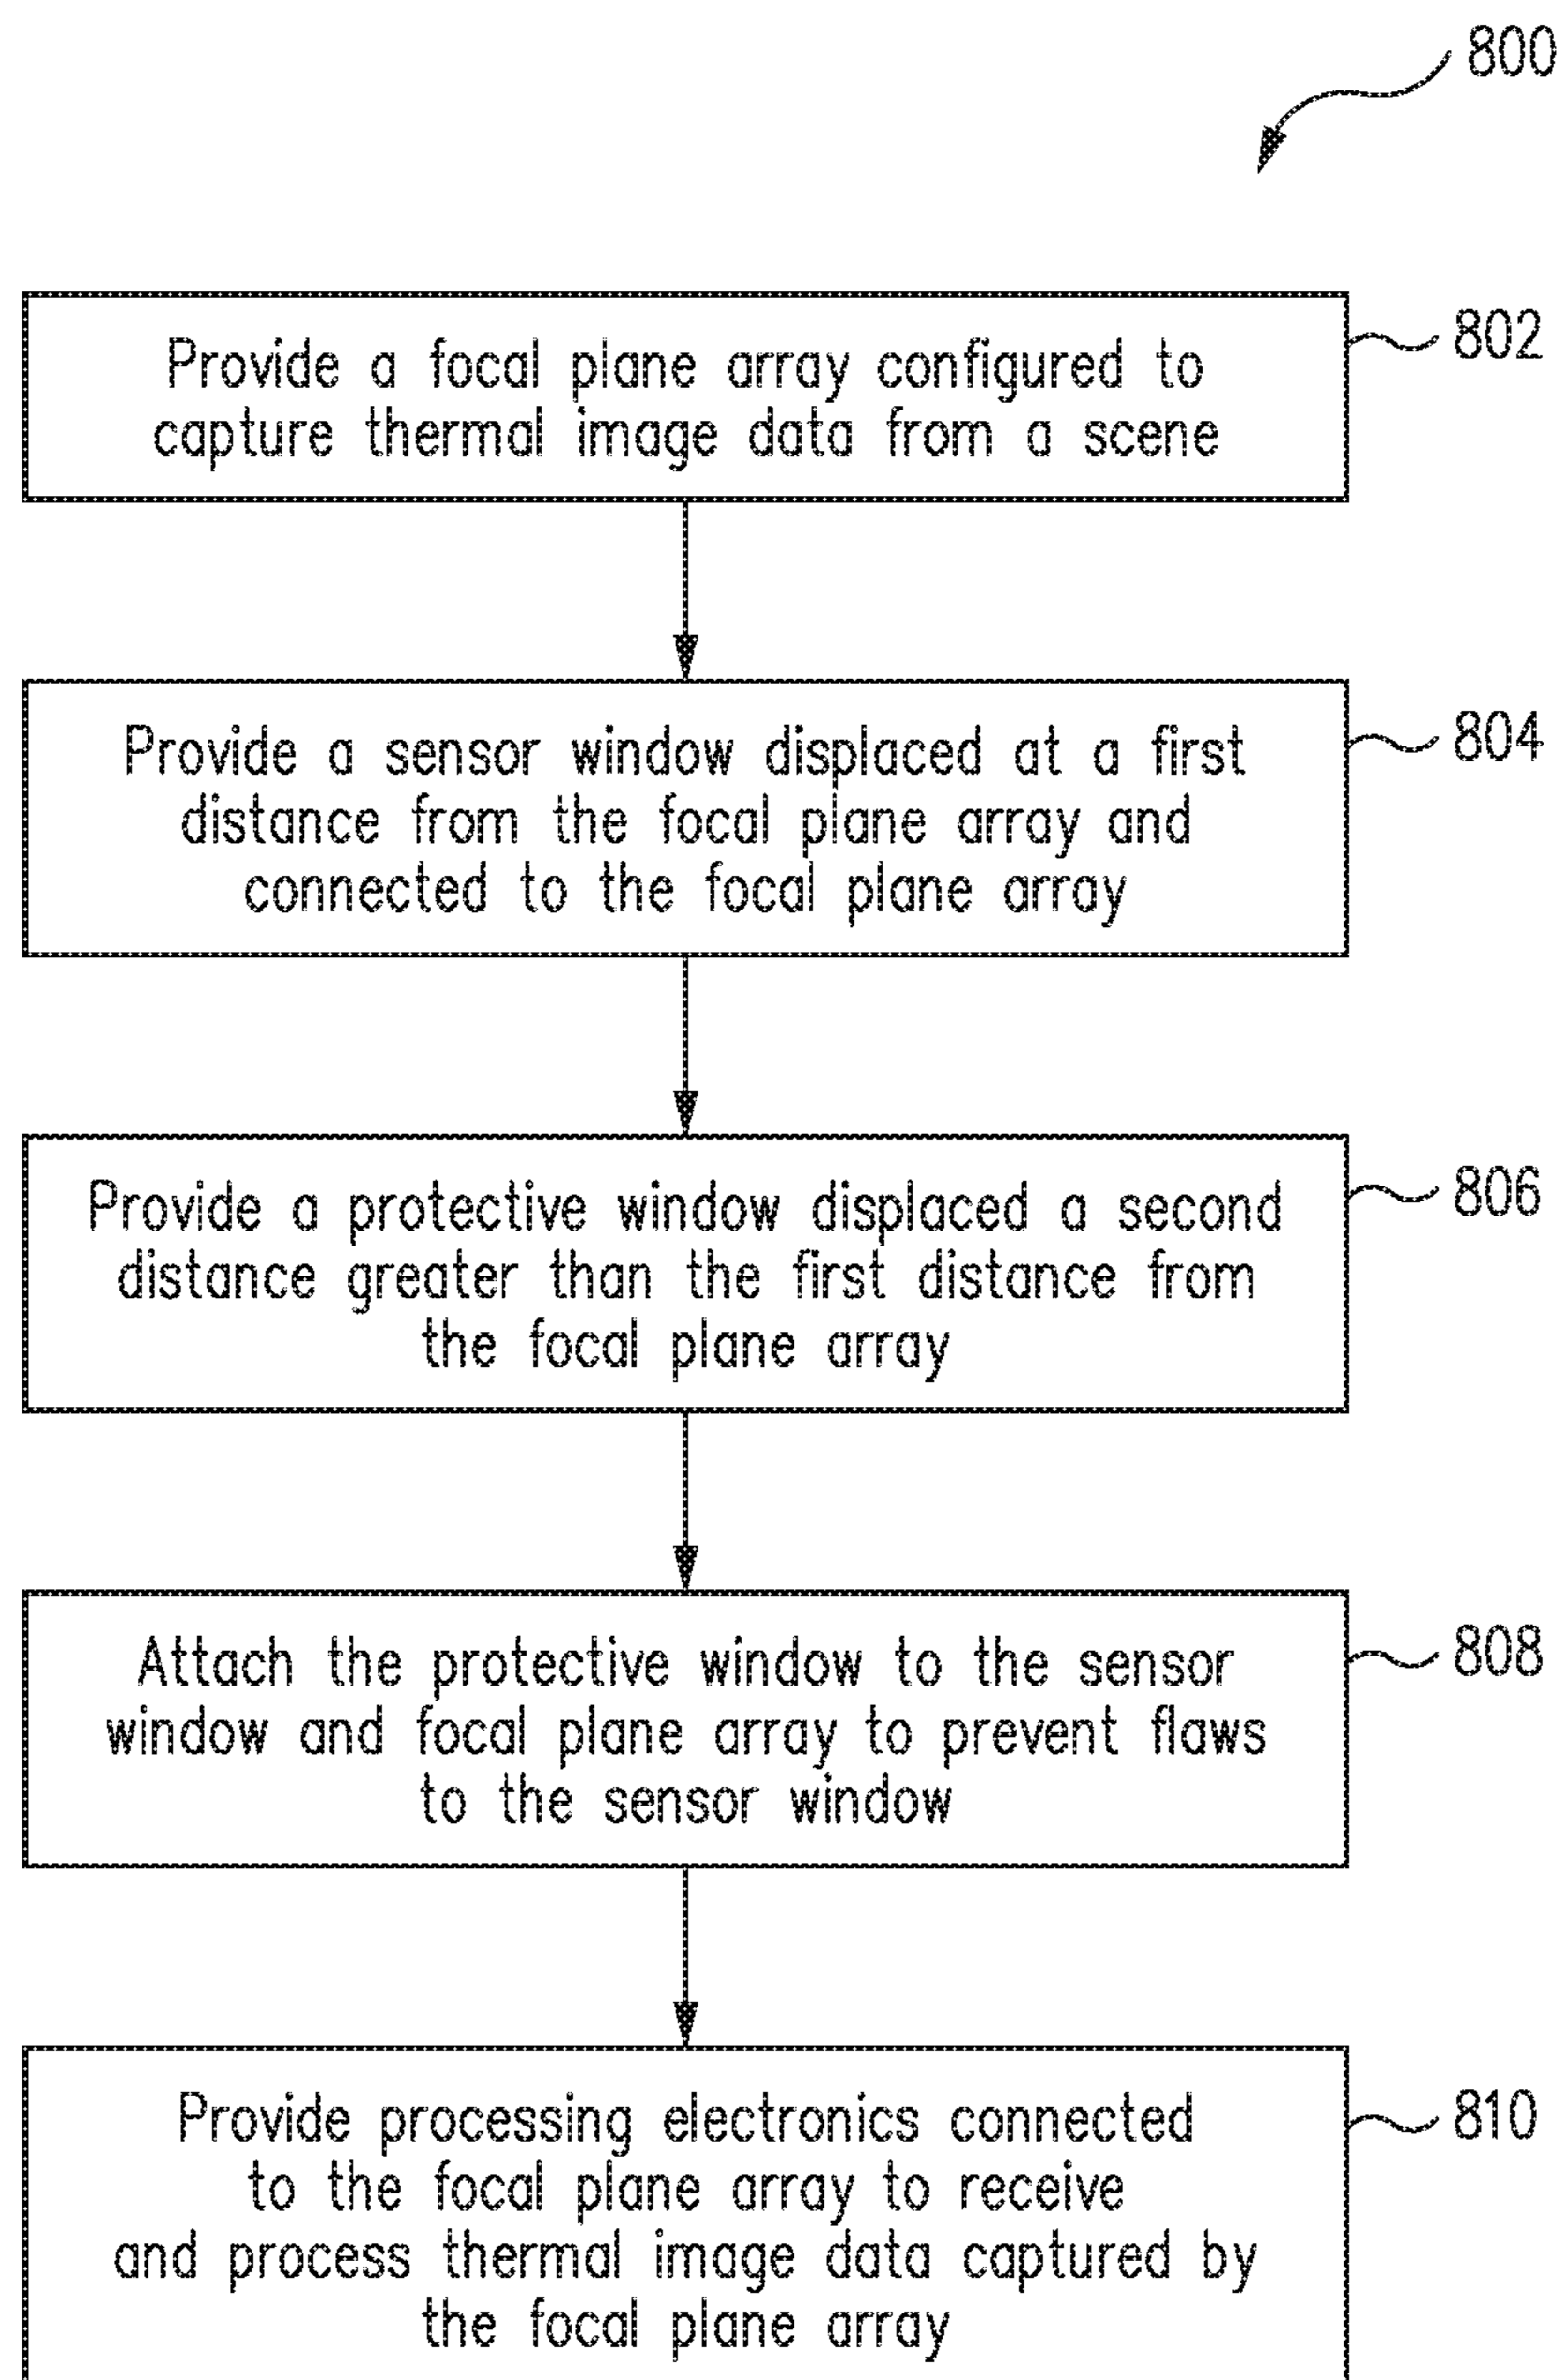 800
Provide a focal plane array configured to
capture thermal image data from a scene
802
Provide a sensor window displaced at a first
distance from the focal plane array and
connected to the focal plane array
804
Provide a protective window displaced a second
distance greater than the first distance from
the focal plane array
806
Attach the protective window to the sensor
window and focal plane array to prevent flaws
to the sensor window
808
Provide processing electronics connected
to the focal plane array to receive
and process thermal image data captured by
the focal plane array
810